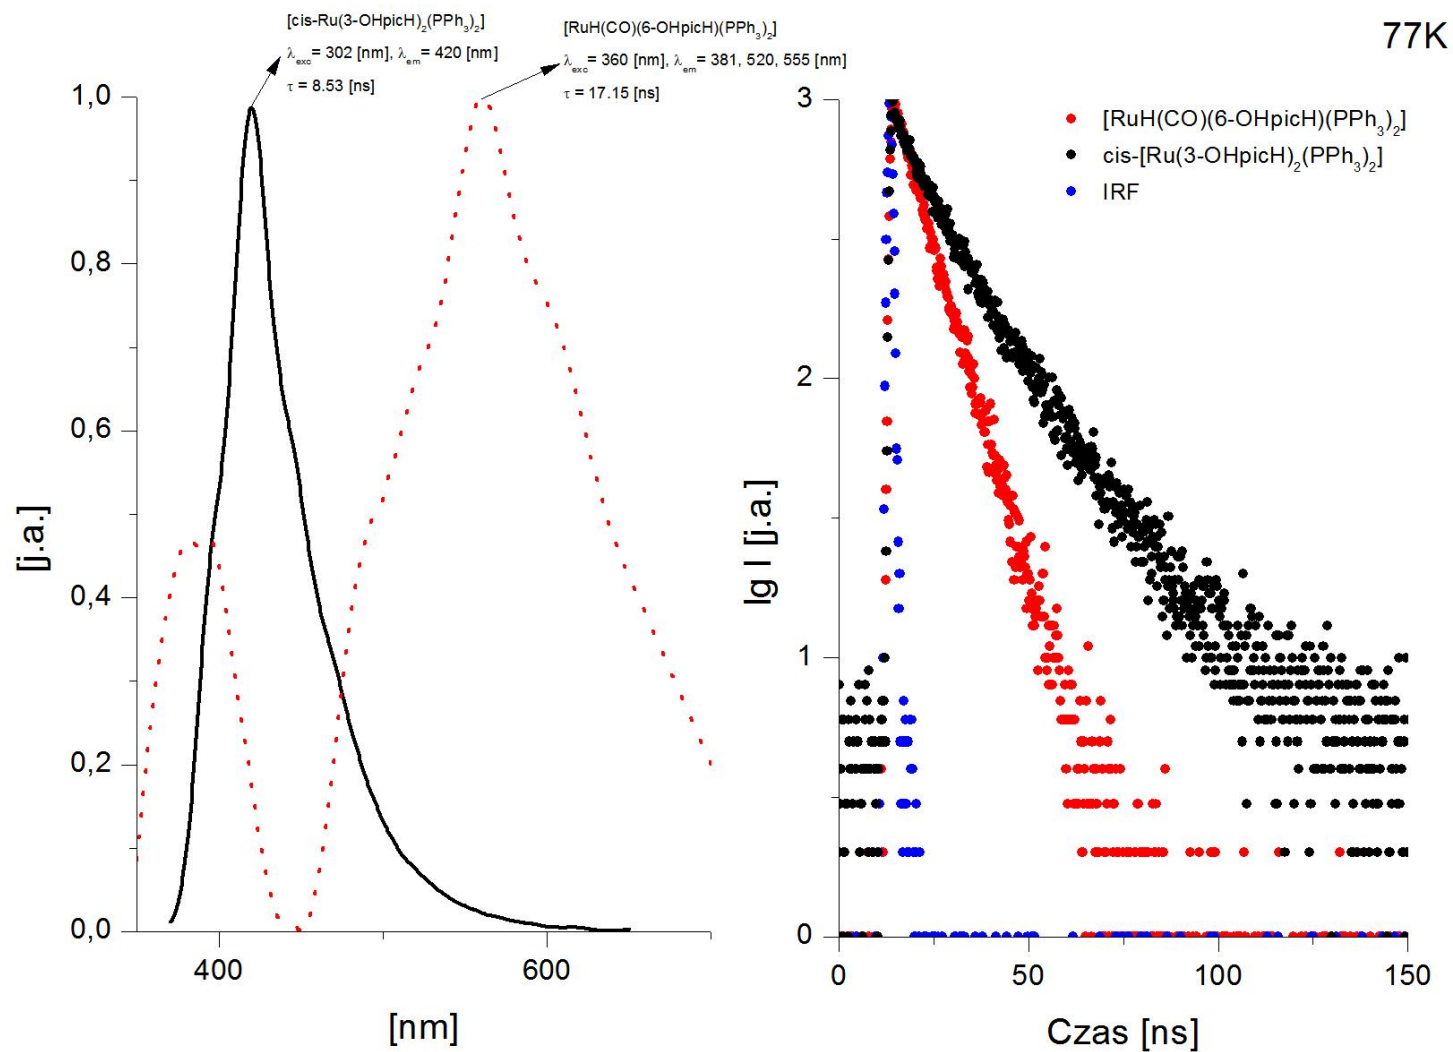 77K
[cis-Ru(3-OHpicH)₂(PPh₃)₂]
λexc= 302 [nm], λem= 420 [nm]
τ = 8.53 [ns]
[RuH(CO)(6-OHpicH)(PPh₃)₂]
λexc= 360 [nm], λem= 381, 520, 555 [nm]
τ = 17.15 [ns]
1,0
0,8
0,6
0,4
0,2
0,0
[j.a.]
400
600
[nm]
[RuH(CO)(6-OHpicH)(PPh₃)₂]
cis-[Ru(3-OHpicH)₂(PPh₃)₂]
IRF
3
2
1
0
lg I [j.a.]
0
50
100
150
Czas [ns]